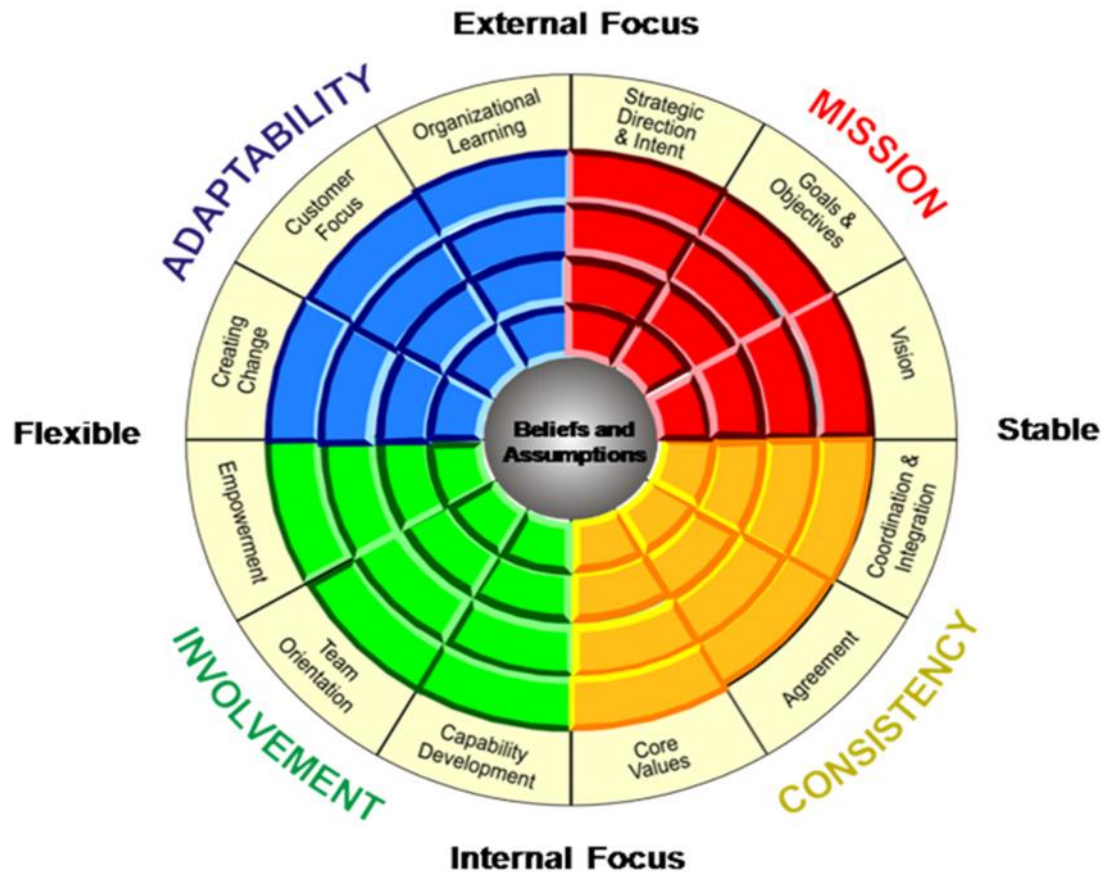 External Focus
ADAPTABILITY
MISSION
Organizational
Learning
Strategic
Direction
& Intent
Customer
Focus
Goals &
Objectives
Creating
Change
Vision
Flexible
Beliefs and
Assumptions
Stable
Empowerment
Coordination &
Integration
Team
Orientation
Agreement
Capability
Development
Core
Values
INVOLVEMENT
CONSISTENCY
Internal Focus